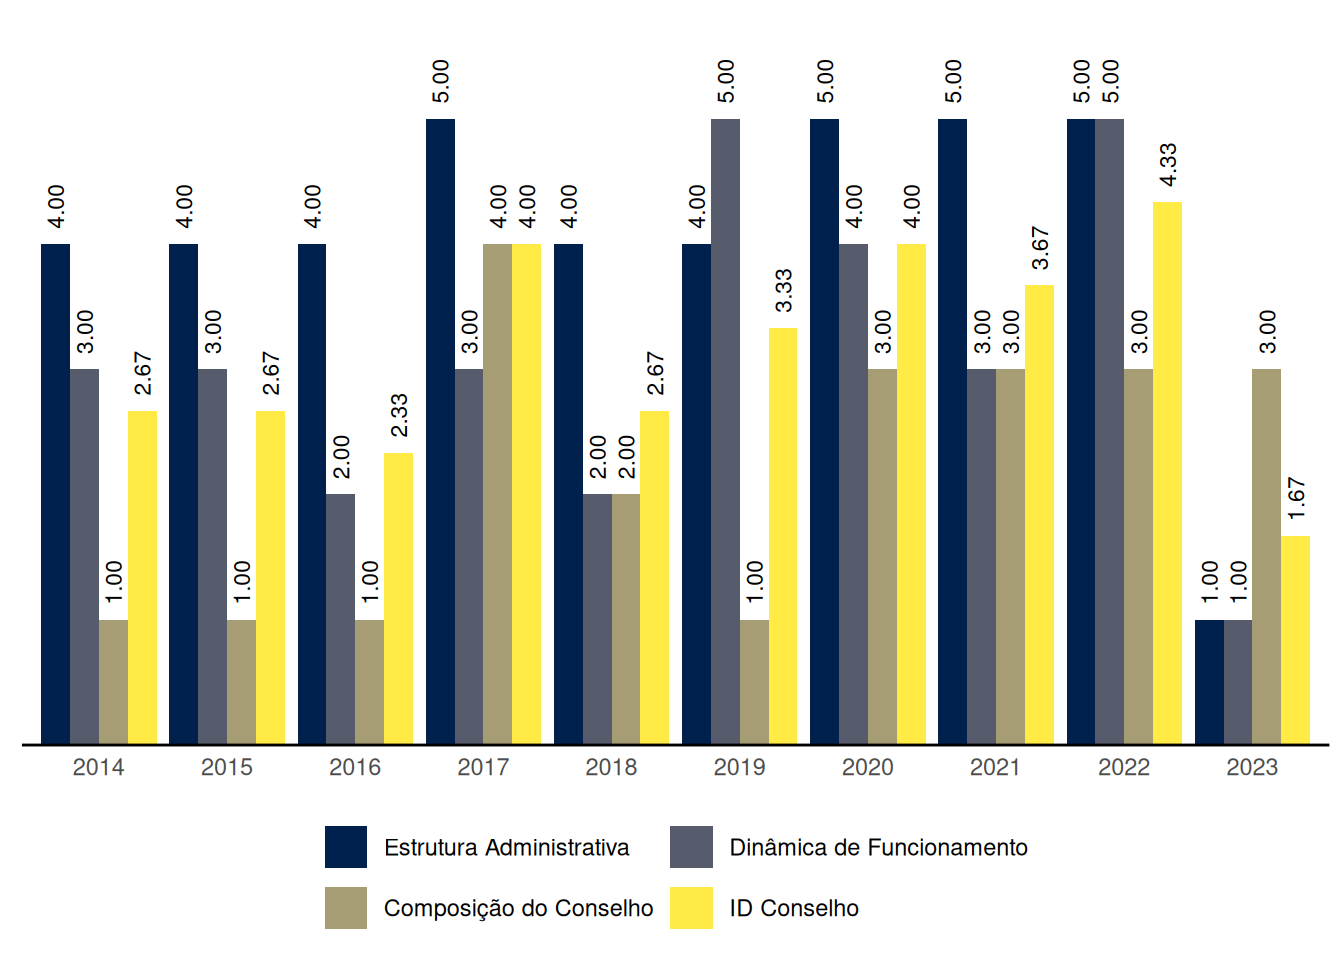 5.00 5.00 5.00 5.00 5.00 5.00
4.33
4.00 4.00 4.00 4.00 4.00 4.00 4.00 4.00 4.00
3.67
3.33
3.00 3.00 3.00 3.00 3.00 3.00 3.00 3.00
2.67 2.67 2.67
2.33
2.00 2.00 2.00
1.67
1.00 1.00 1.00 1.00 1.00 1.00
2014 2015 2016 2017 2018 2019 2020 2021 2022 2023
Estrutura Administrativa Dinâmica de Funcionamento
Composição do Conselho ID Conselho